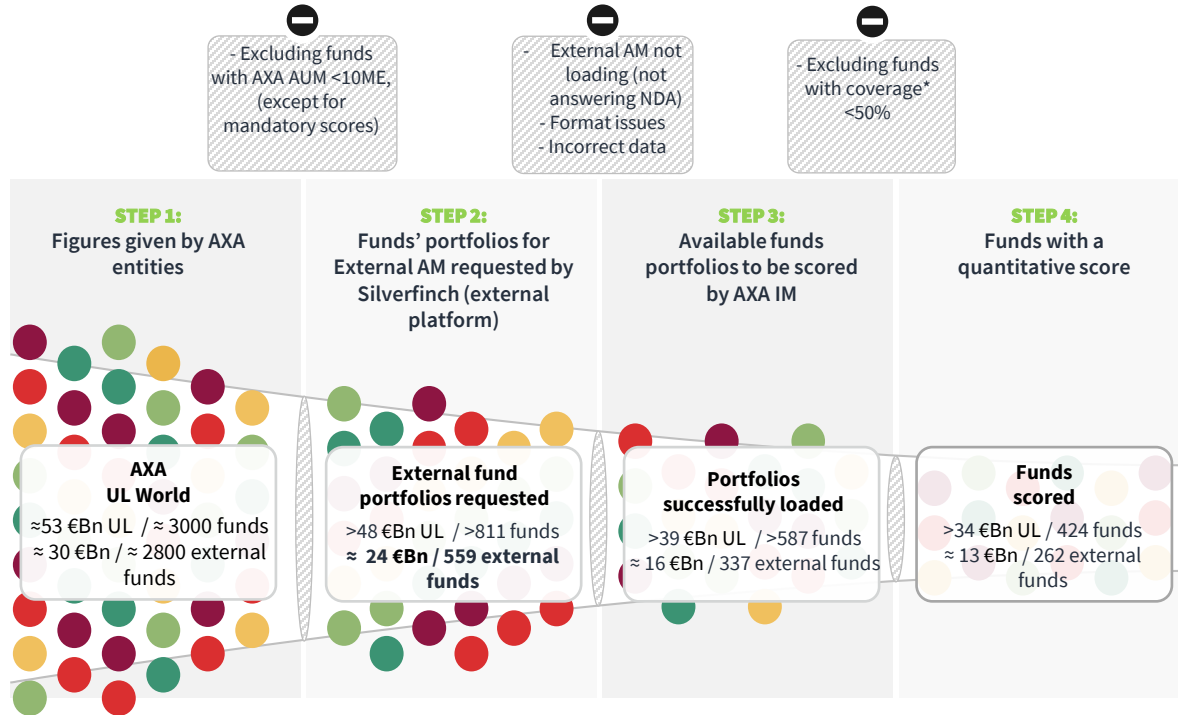 - Excluding funds
with AXA AUM <10ME,
(except for
mandatory scores)
- External AM not
loading (not
answering NDA)
- Format issues
- Incorrect data
- Excluding funds
with coverage*
<50%
STEP 1:
Figures given by AXA
entities
STEP 2:
Funds' portfolios for
External AM requested by
Silverfinch (external
platform)
STEP 3:
Available funds
portfolios to be scored
by AXA IM
STEP 4:
Funds with a
quantitative score
AXA
UL World
≈53 €Bn UL / ≈ 3000 funds
≈ 30 €Bn / ≈ 2800 external
funds
External fund
portfolios requested
>48 €Bn UL / >811 funds
≈ 24 €Bn / 559 external
funds
Portfolios
successfully loaded
>39 €Bn UL / >587 funds
≈ 16 €Bn / 337 external funds
Funds
scored
>34 €Bn UL / 424 funds
≈ 13 €Bn / 262 external
funds